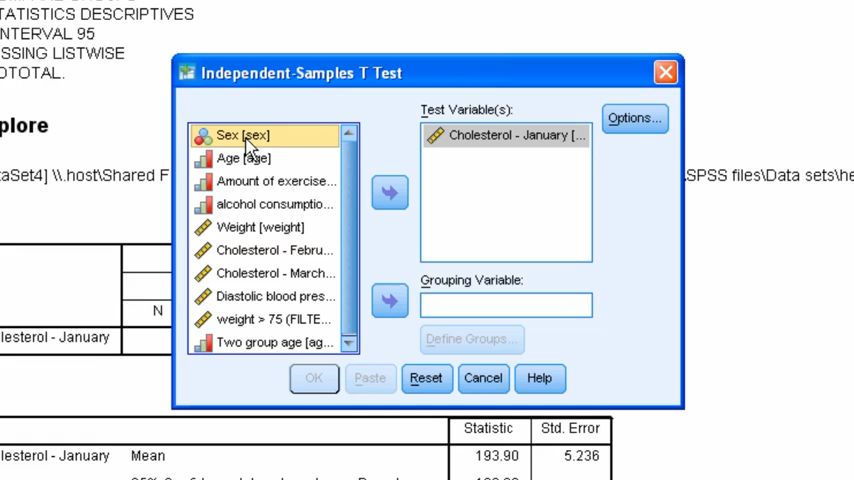 TATISTICS DESCRIPTIVES
NTERVAL 95
SSING LISTWISE
OTOTAL.
plore
aSet4] \\.host\Shared F
SPSS files\Data sets\he
N
lesterol - January
Independent-Samples T Test
Sex [sex]
Age [age]
Amount of exercise...
alcohol consumptio...
Weight [weight]
Cholesterol - Febru...
Cholesterol - March...
Diastolic blood pres...
weight > 75 (FILTE...
Two group age [ag...
Test Variable(s):
Cholesterol - January [...
Options...
Grouping Variable:
Define Groups...
OK Paste Reset Cancel Help
Statistic Std. Error
lesterol - January Mean 193.90 5.236